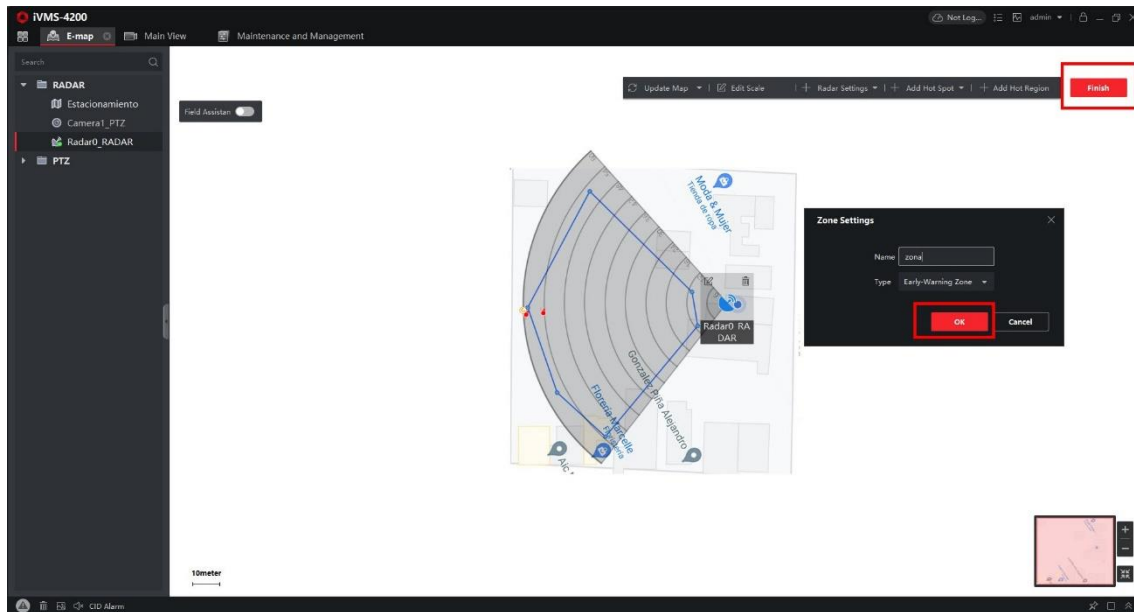 iVMS-4200
Not Log...
admin
E-map
Main View
Maintenance and Management
Search
RADAR
Estacionamiento
Camera1_PTZ
Radar0_RADAR
PTZ
Field Assistan
Update Map
Edit Scale
Radar Settings
Add Hot Spot
Add Hot Region
Finish
Moda & Mujer
Tienda de ropa
Radar0_RA
DAR
Gonzalez Piña Alejandro
Florería Marcelle
Aic
Zone Settings
Name
zona
Type
Early-Warning Zone
OK
Cancel
10meter
CID Alarm